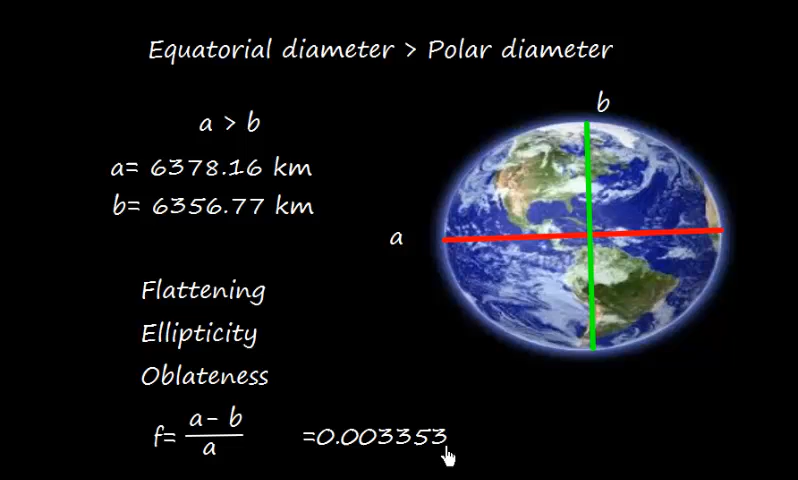 Equatorial diameter > Polar diameter
b
a > b
a= 6378.16 km
b= 6356.77 km
a
Flattening
Ellipticity
Oblateness
f= a- b / a =0.003353